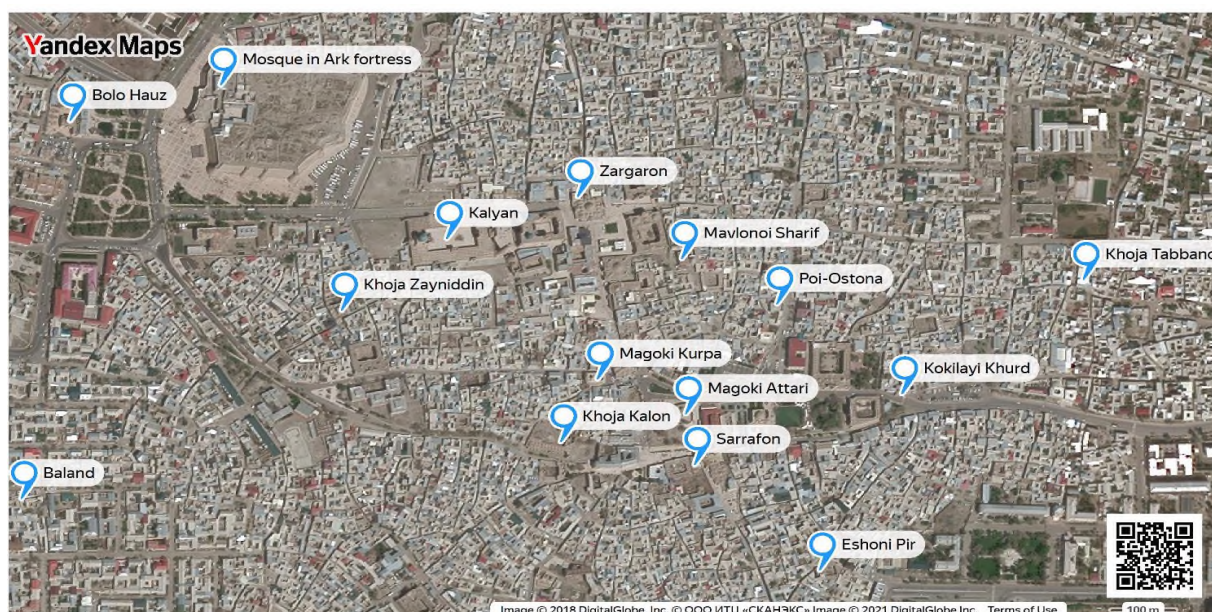 Yandex Maps
Mosque in Ark fortress
Bolo Hauz
Zargaron
Kalyan
Mavlonoi Sharif
Khoja Tabband
Khoja Zayniddin
Poi-Ostona
Magoki Kurpa
Kokilayi Khurd
Magoki Attari
Khoja Kalon
Sarrafon
Baland
Eshoni Pir
Image © 2018 DigitalGlobe, Inc. © ООО ИТЦ «СКАНЭКС» Image © 2021 DigitalGlobe, Inc. Terms of Use
100 m